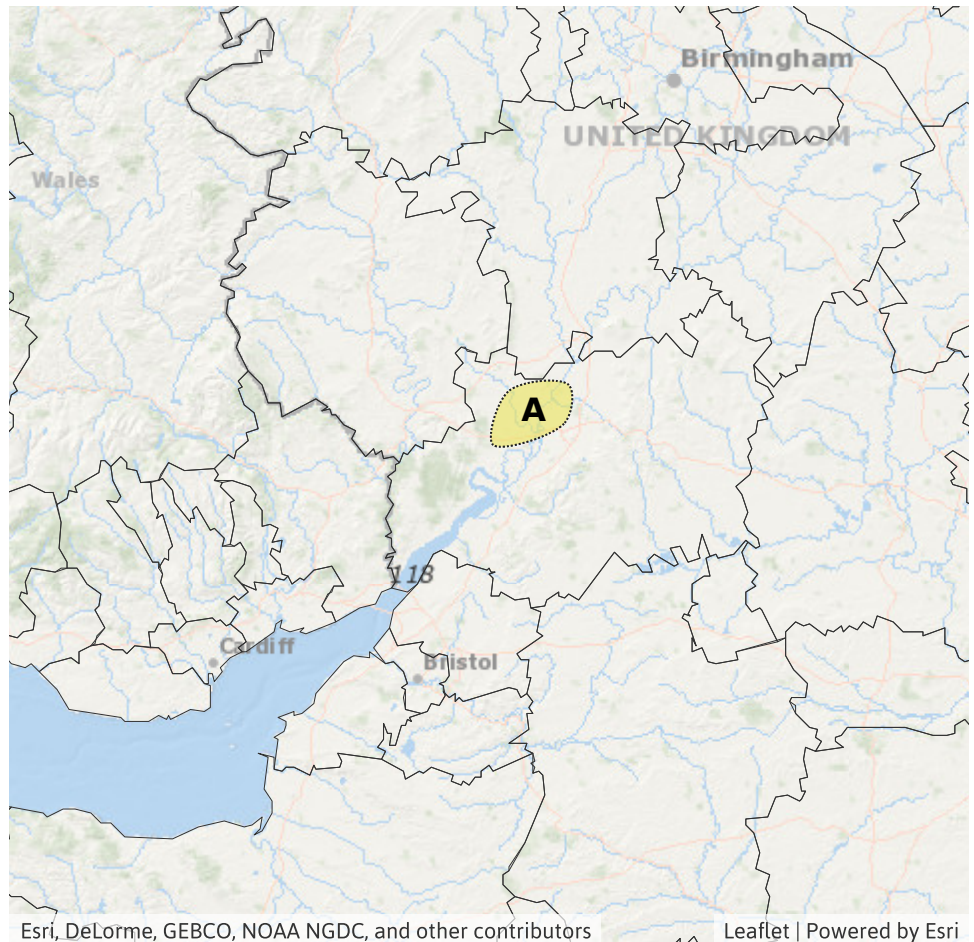 Birmingham
UNITED KINGDOM
Wales
A
118
Cardiff
Bristol
Esri, DeLorme, GEBCO, NOAA NGDC, and other contributors
Leaflet | Powered by Esri